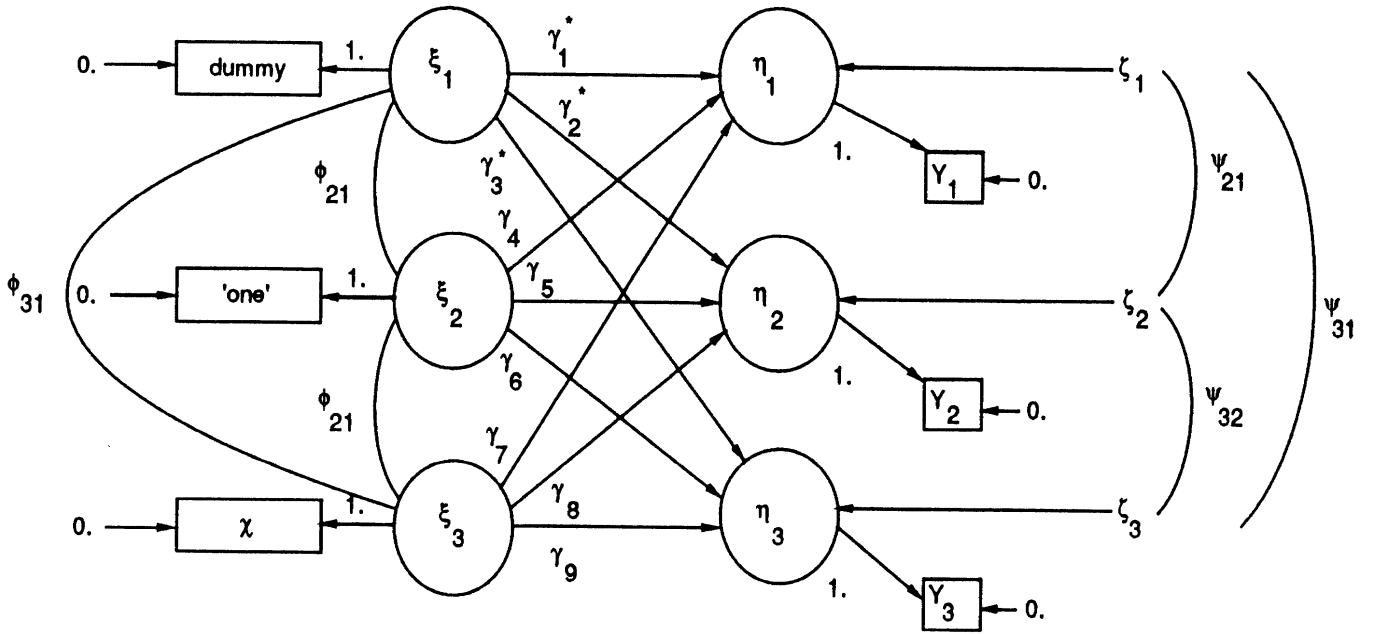 0. dummy 1. ξ1 γ1* η1 ζ1
γ2*
1. Y1 0. ψ21
ϕ21 γ3*
γ4
ϕ31 0. 'one' 1. ξ2 γ5 η2 ζ2 ψ31
γ6
1. Y2 0. ψ32
ϕ21
γ7
0. χ 1. ξ3 γ8 η3 ζ3
γ9
1. Y3 0.